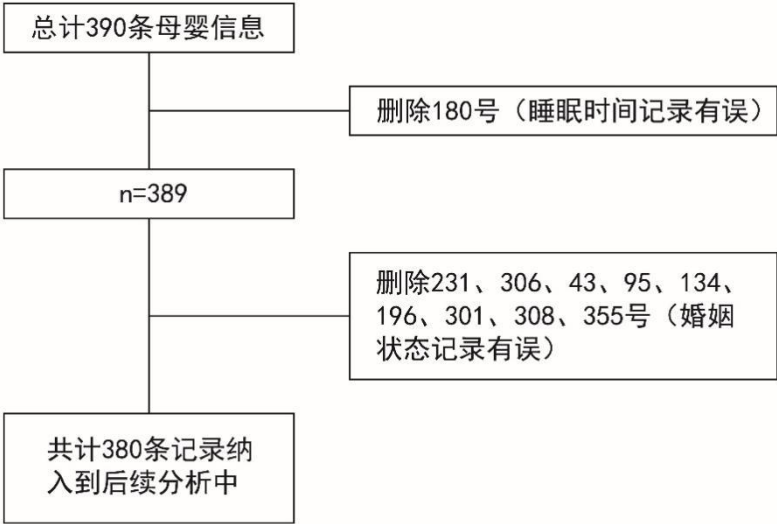 总计390条母婴信息
删除180号（睡眠时间记录有误）
n=389
删除231、306、43、95、134、
196、301、308、355号（婚姻
状态记录有误）
共计380条记录纳
入到后续分析中